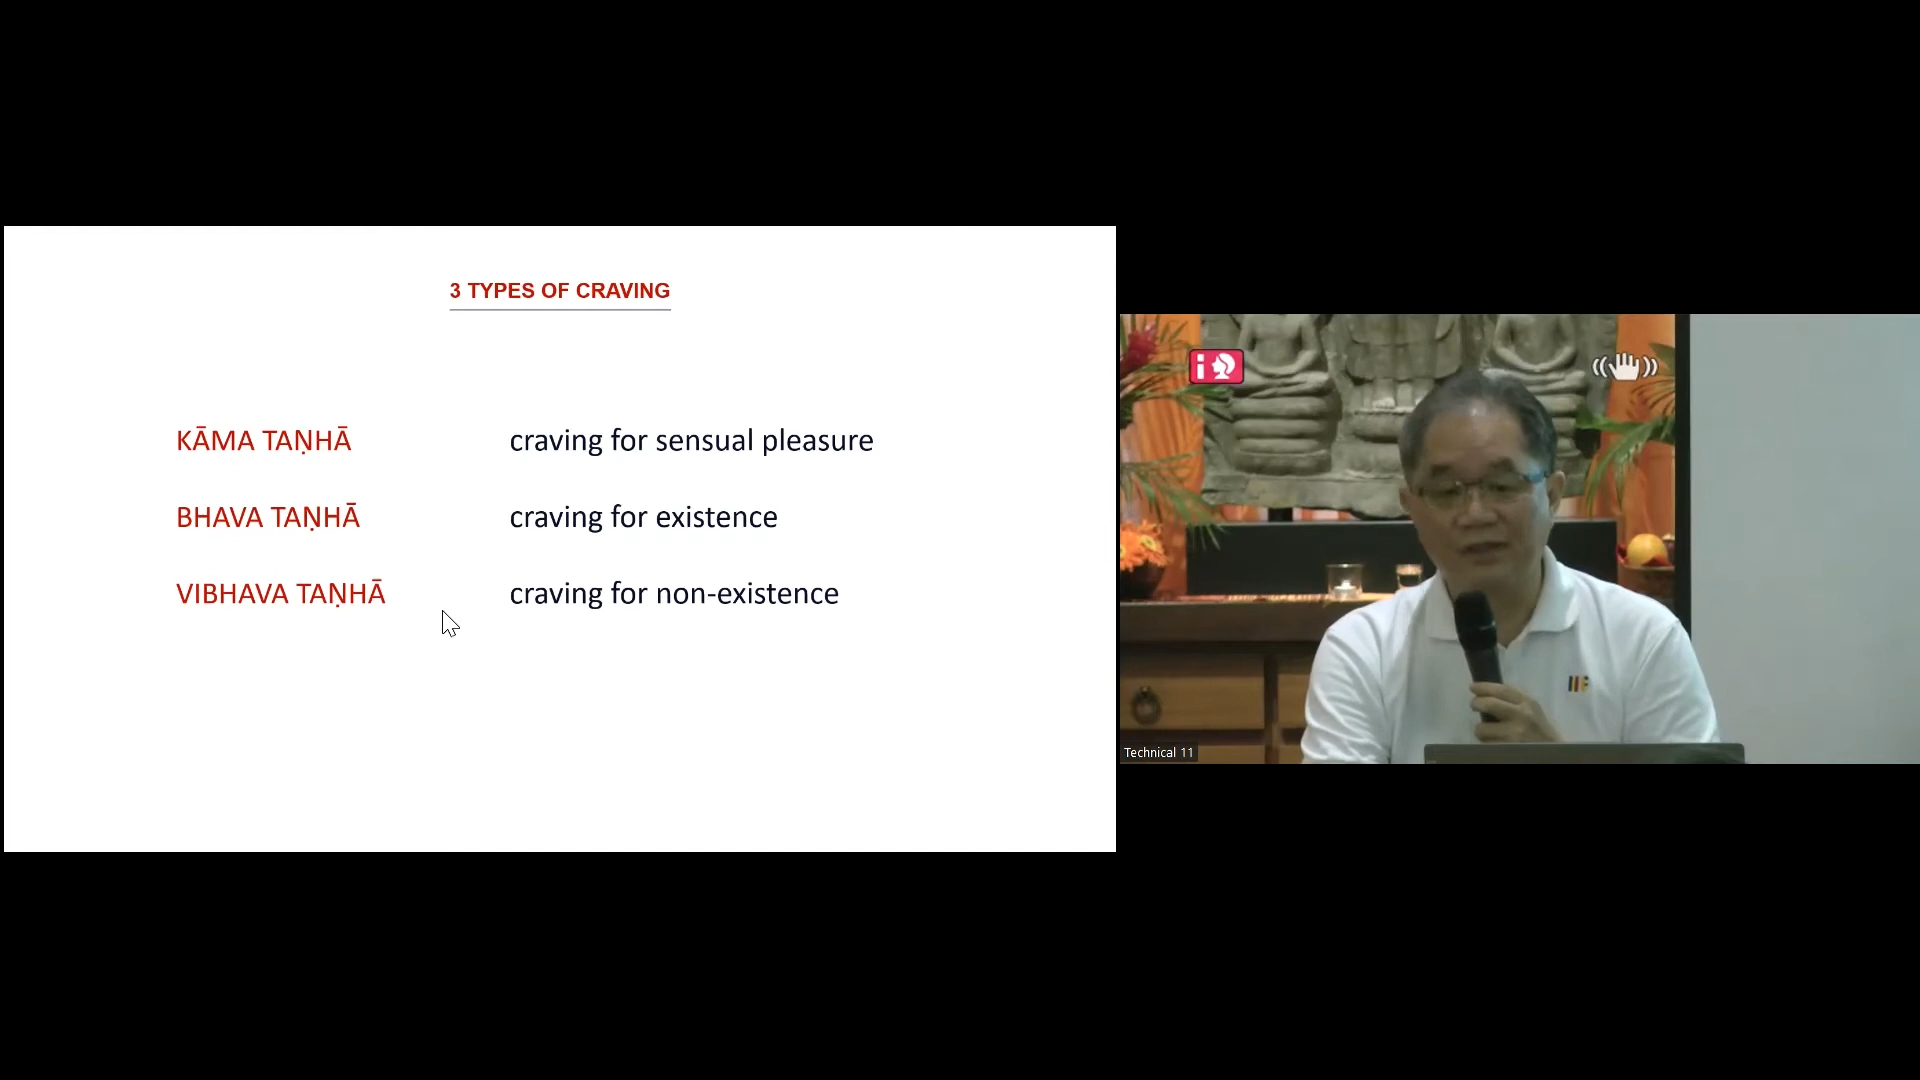 3 TYPES OF CRAVING
KĀMA TAṆHĀ craving for sensual pleasure
BHAVA TAṆHĀ craving for existence
VIBHAVA TAṆHĀ craving for non-existence
i
Technical 11